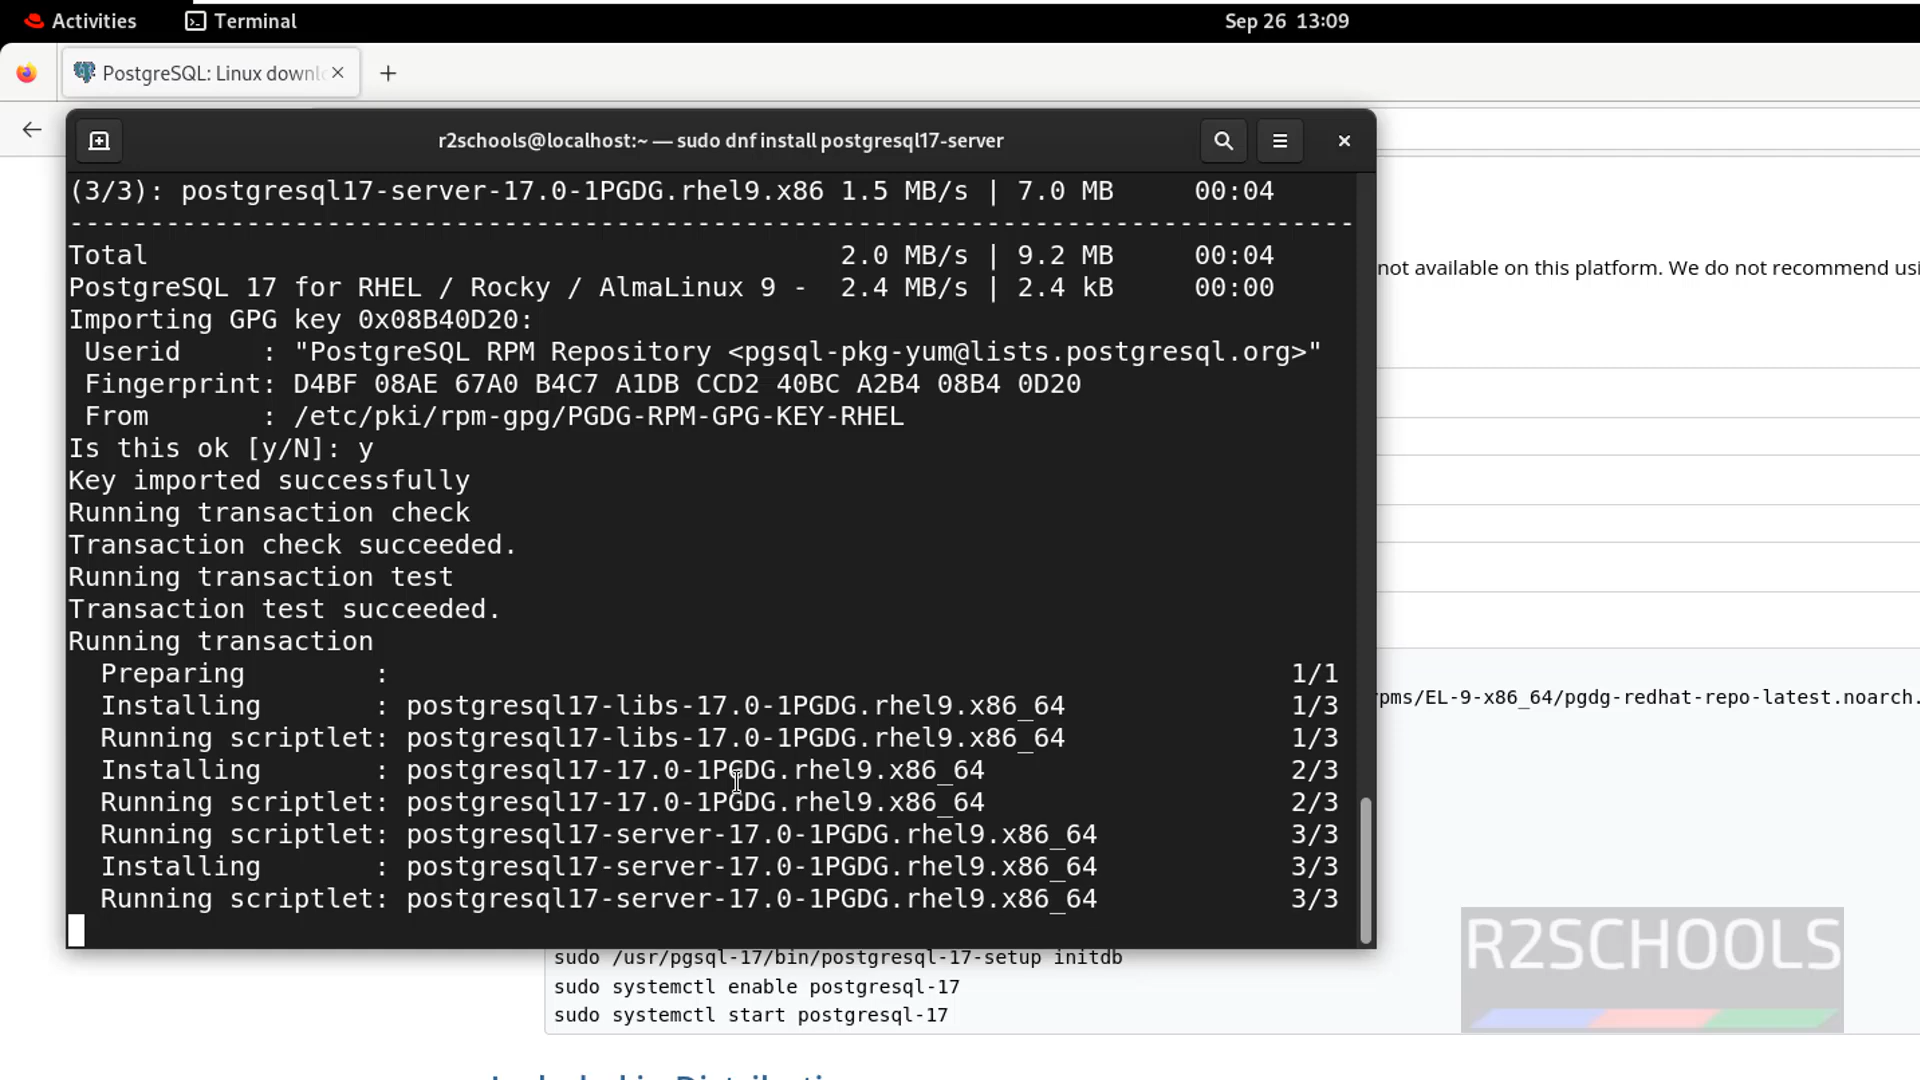 Activities Terminal Sep 26 13:09
PostgreSQL: Linux downl
r2schools@localhost:~ — sudo dnf install postgresql17-server
(3/3): postgresql17-server-17.0-1PGDG.rhel9.x86 1.5 MB/s | 7.0 MB 00:04
--------------------------------------------------------------------------------
Total 2.0 MB/s | 9.2 MB 00:04
PostgreSQL 17 for RHEL / Rocky / AlmaLinux 9 - 2.4 MB/s | 2.4 kB 00:00
Importing GPG key 0x08B40D20:
Userid : "PostgreSQL RPM Repository <pgsql-pkg-yum@lists.postgresql.org>"
Fingerprint: D4BF 08AE 67A0 B4C7 A1DB CCD2 40BC A2B4 08B4 0D20
From : /etc/pki/rpm-gpg/PGDG-RPM-GPG-KEY-RHEL
Is this ok [y/N]: y
Key imported successfully
Running transaction check
Transaction check succeeded.
Running transaction test
Transaction test succeeded.
Running transaction
Preparing : 1/1
Installing : postgresql17-libs-17.0-1PGDG.rhel9.x86_64 1/3
Running scriptlet: postgresql17-libs-17.0-1PGDG.rhel9.x86_64 1/3
Installing : postgresql17-17.0-1PGDG.rhel9.x86_64 2/3
Running scriptlet: postgresql17-17.0-1PGDG.rhel9.x86_64 2/3
Running scriptlet: postgresql17-server-17.0-1PGDG.rhel9.x86_64 3/3
Installing : postgresql17-server-17.0-1PGDG.rhel9.x86_64 3/3
Running scriptlet: postgresql17-server-17.0-1PGDG.rhel9.x86_64 3/3
not available on this platform. We do not recommend usi
pms/EL-9-x86_64/pgdg-redhat-repo-latest.noarch.
sudo /usr/pgsql-17/bin/postgresql-17-setup initdb
sudo systemctl enable postgresql-17
sudo systemctl start postgresql-17
R2SCHOOLS